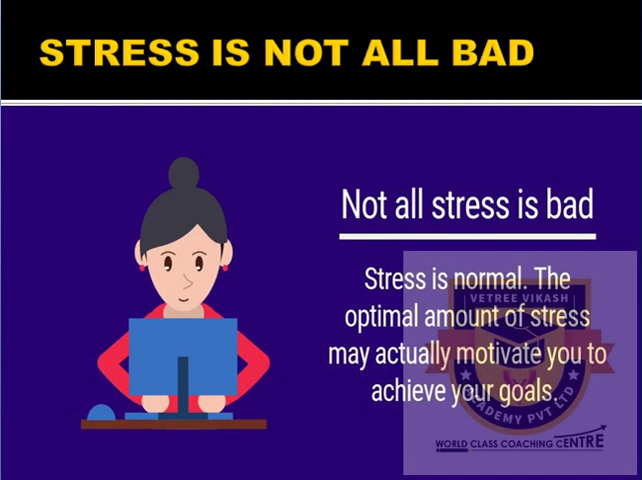 STRESS IS NOT ALL BAD
Not all stress is bad
Stress is normal. The
optimal amount of stress
may actually motivate you to
achieve your goals.
VETREE VIKASH
ACADEMY PVT LTD
WORLD CLASS COACHING CENTRE